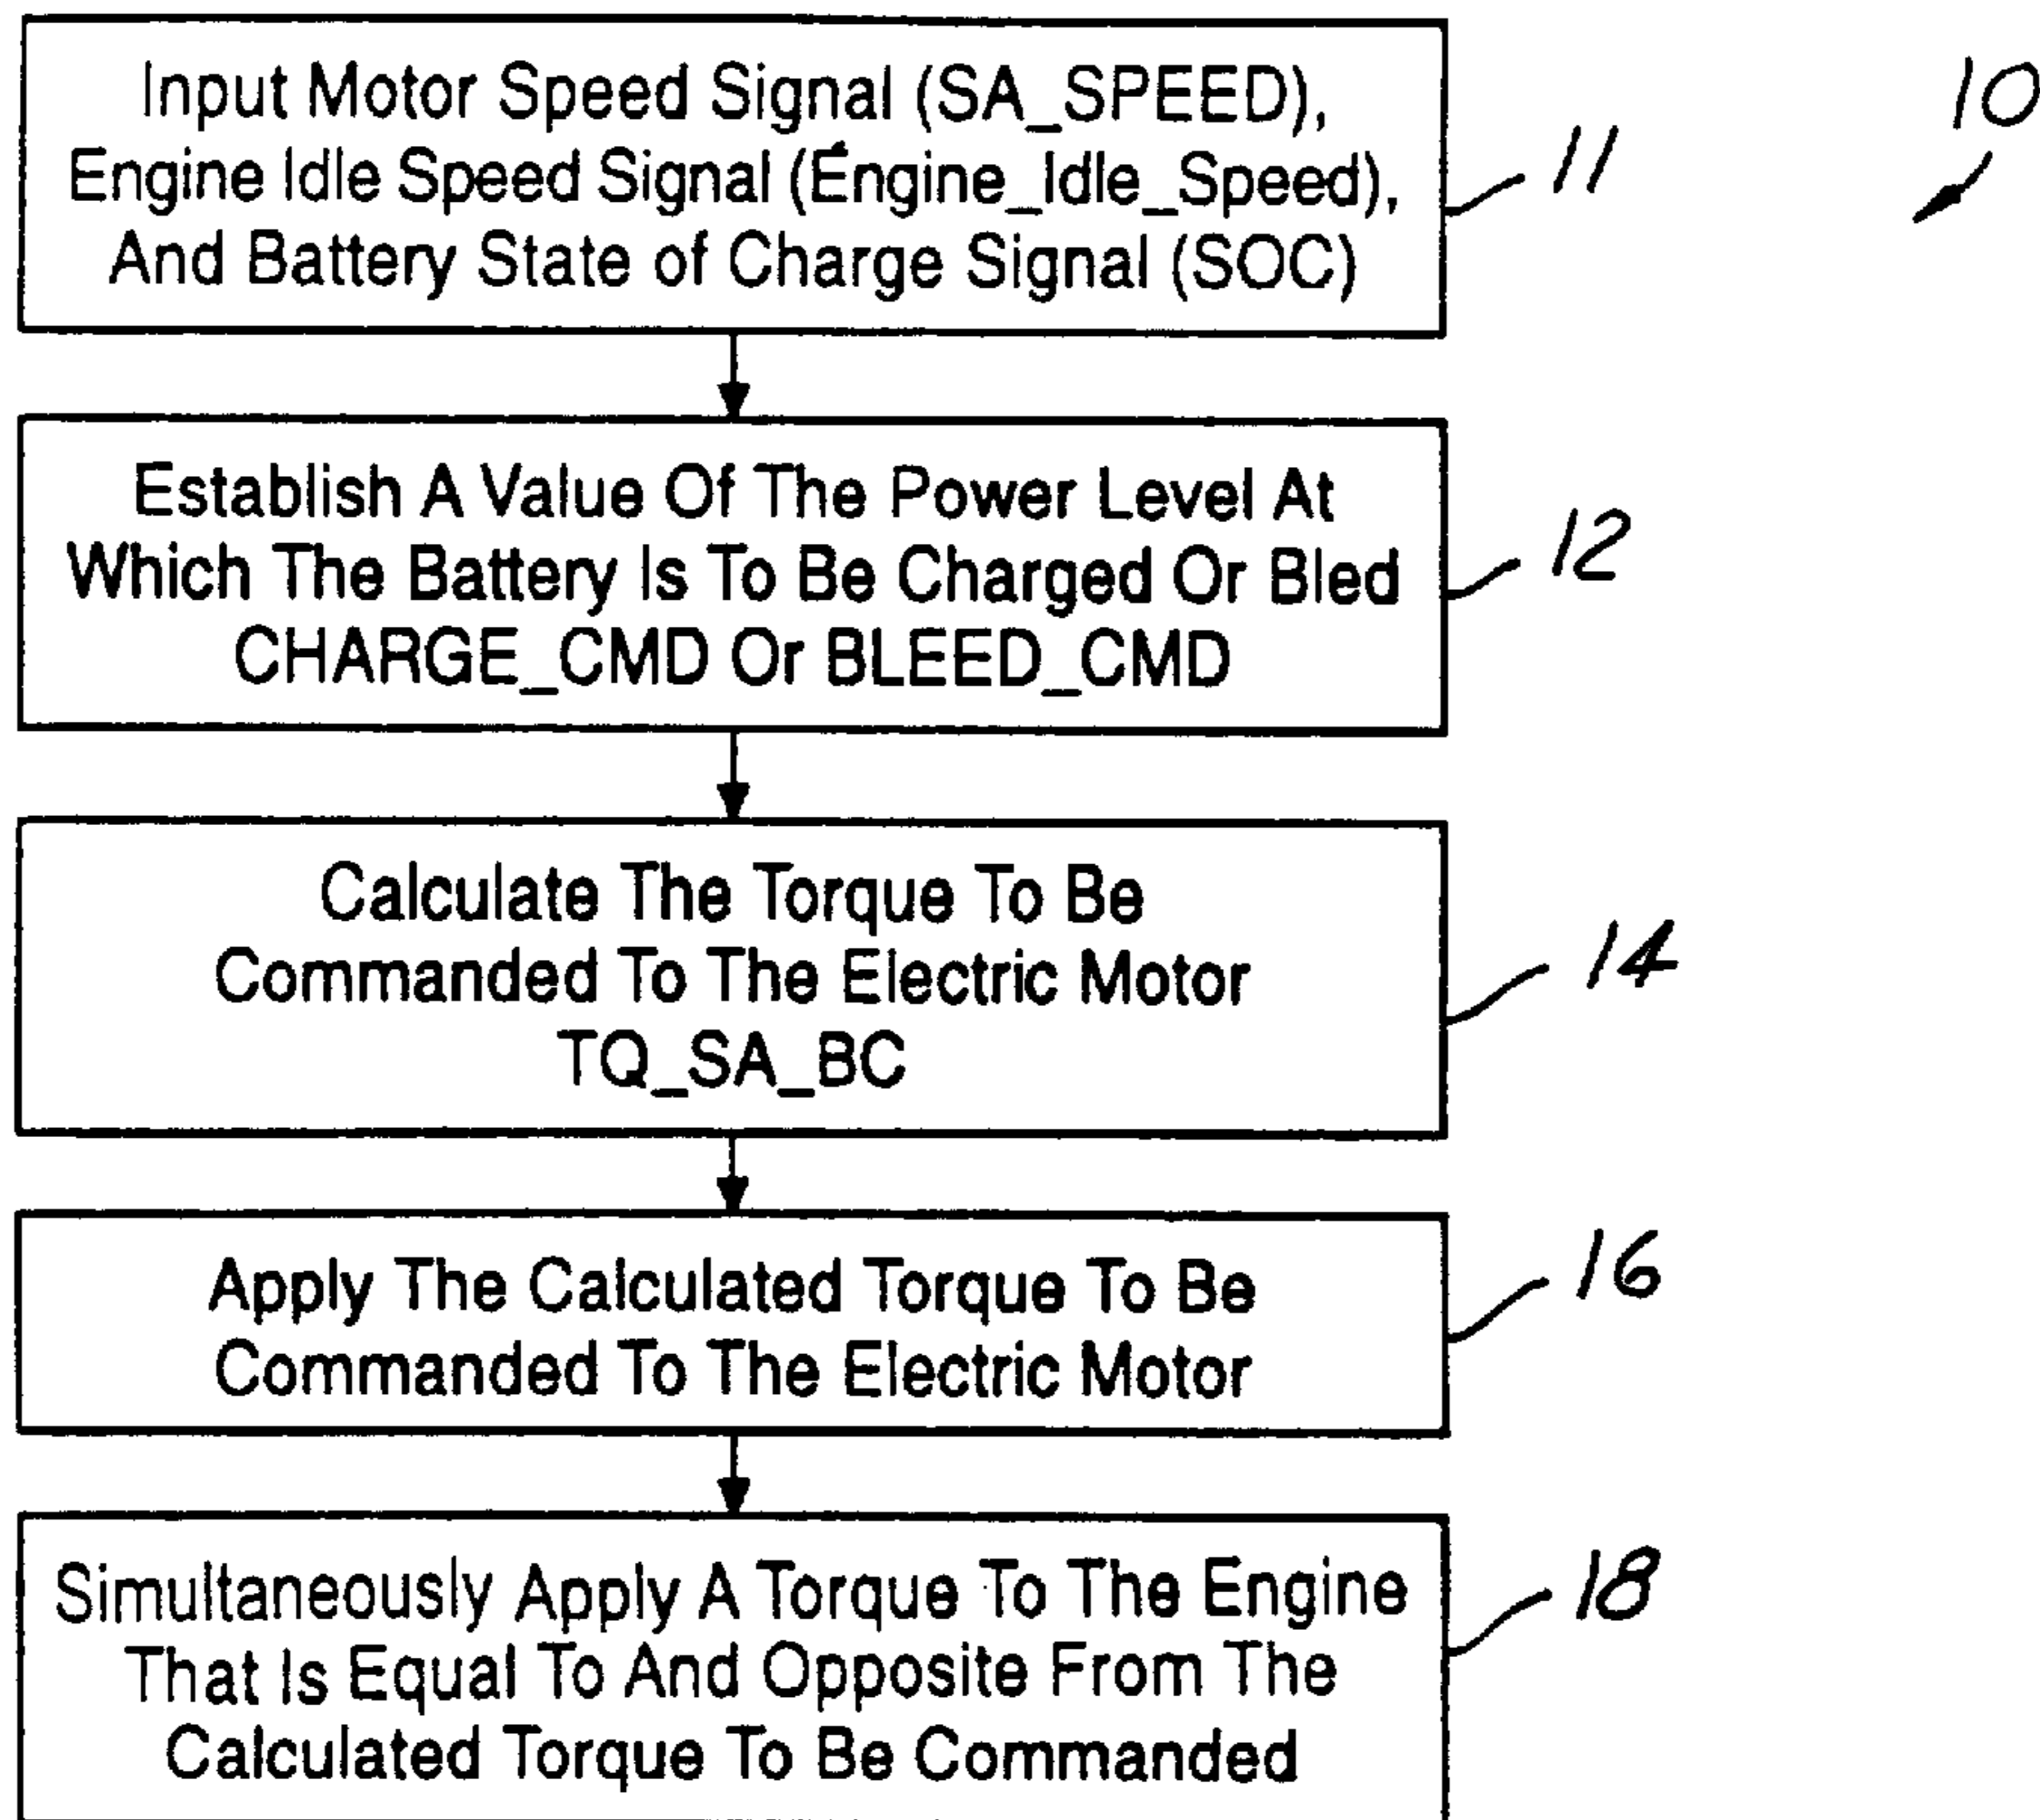 Input Motor Speed Signal (SA_SPEED),
Engine Idle Speed Signal (Engine_Idle_Speed),
And Battery State of Charge Signal (SOC)
10
11
Establish A Value Of The Power Level At
Which The Battery Is To Be Charged Or Bled
CHARGE_CMD Or BLEED_CMD
12
Calculate The Torque To Be
Commanded To The Electric Motor
TQ_SA_BC
14
Apply The Calculated Torque To Be
Commanded To The Electric Motor
16
Simultaneously Apply A Torque To The Engine
That Is Equal To And Opposite From The
Calculated Torque To Be Commanded
18